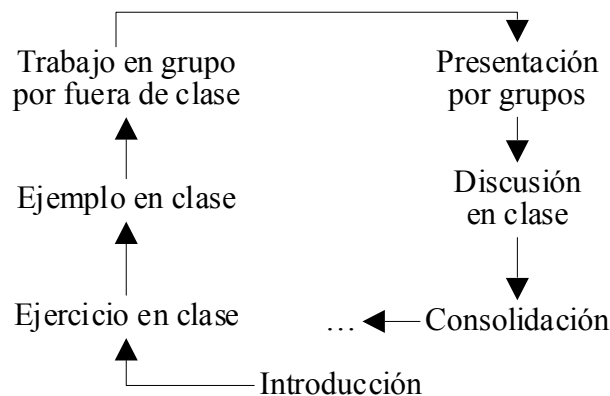 Trabajo en grupo
por fuera de clase
Presentación
por grupos
Ejemplo en clase
Discusión
en clase
Ejercicio en clase
…
Consolidación
Introducción